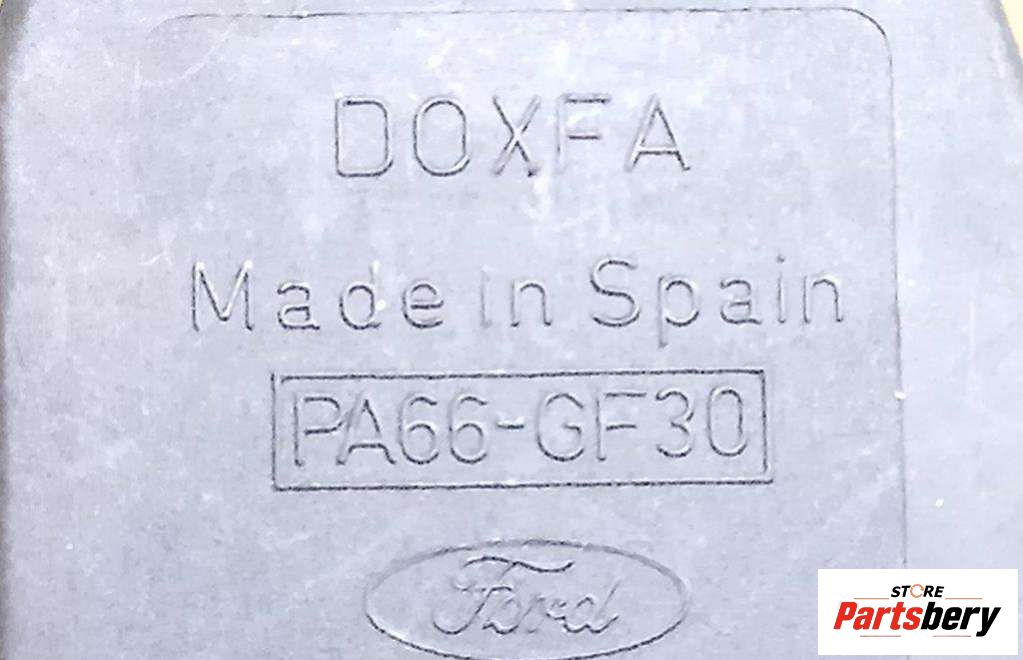 DOXFA
Made in Spain
PA66-GF30
Ford
STORE
Partsbery